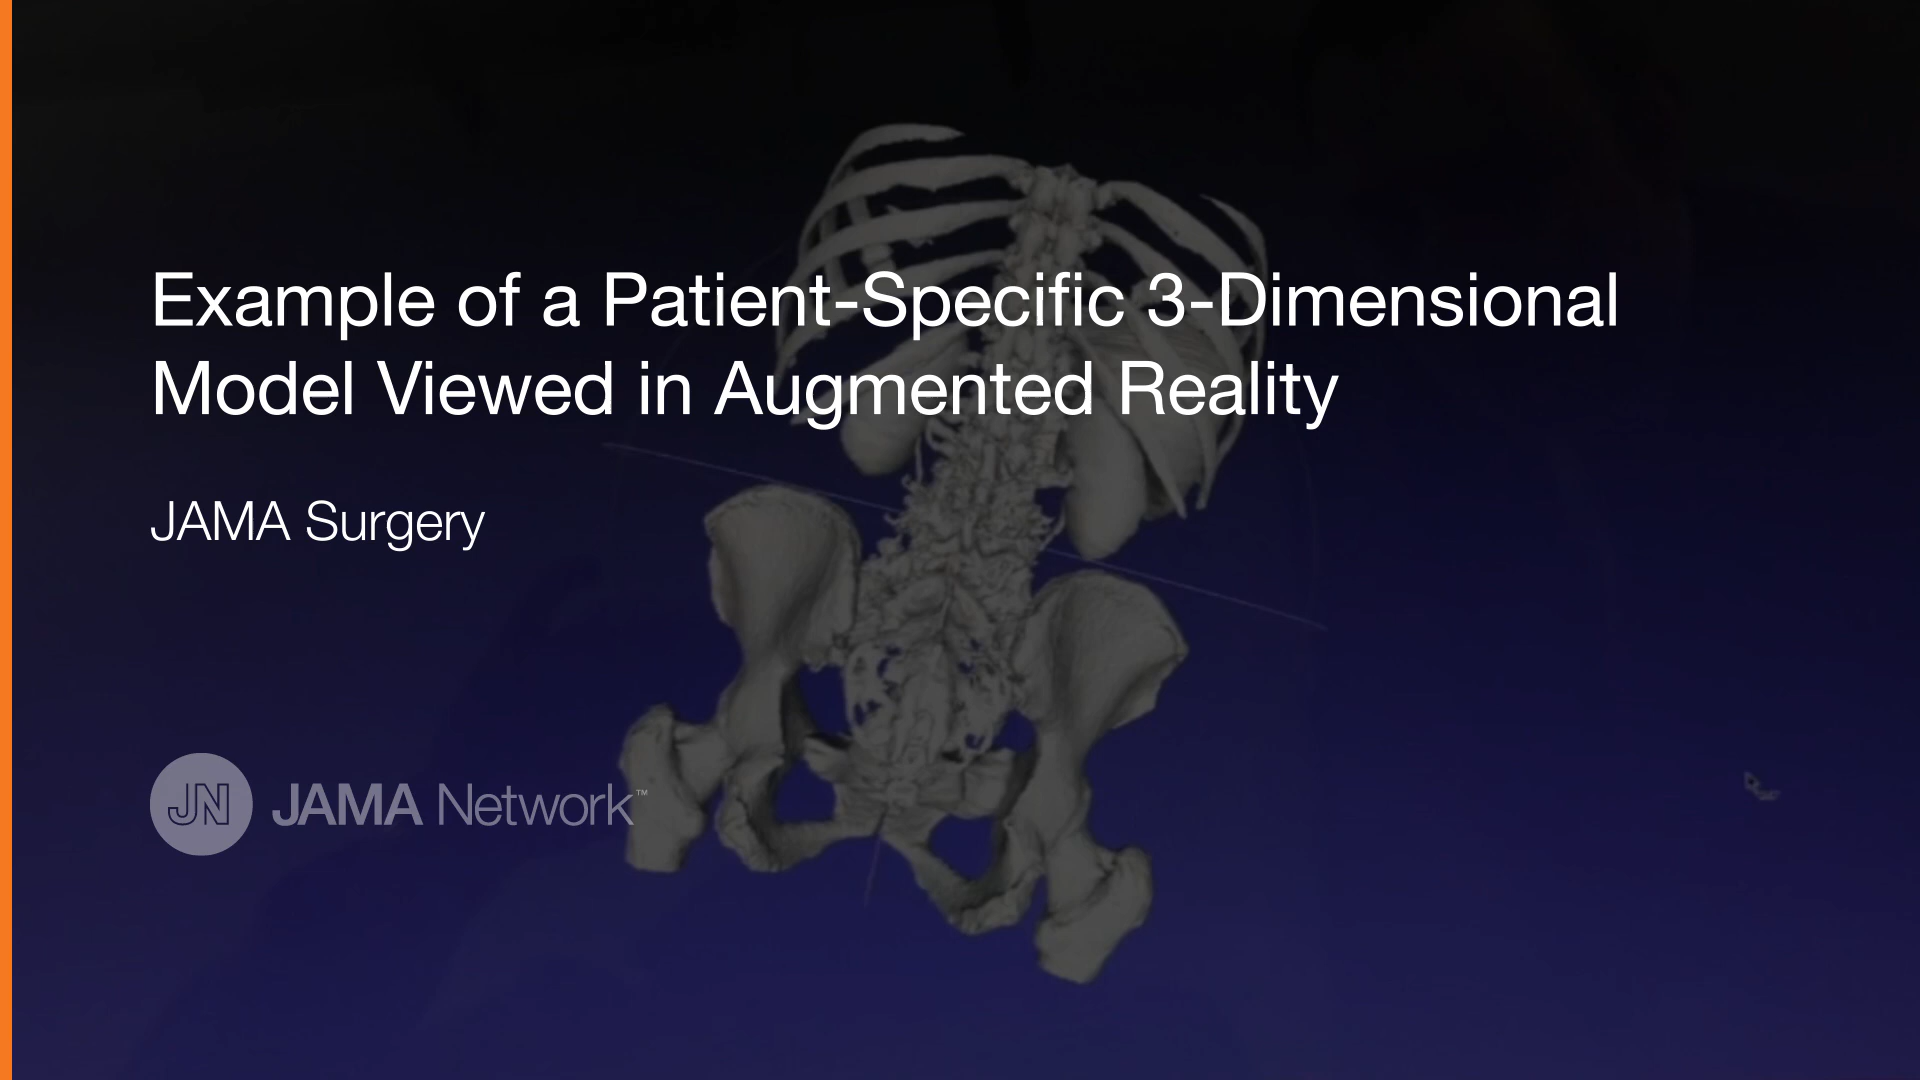 Example of a Patient-Specific 3-Dimensional
Model Viewed in Augmented Reality
JAMA Surgery
JN JAMA Network™